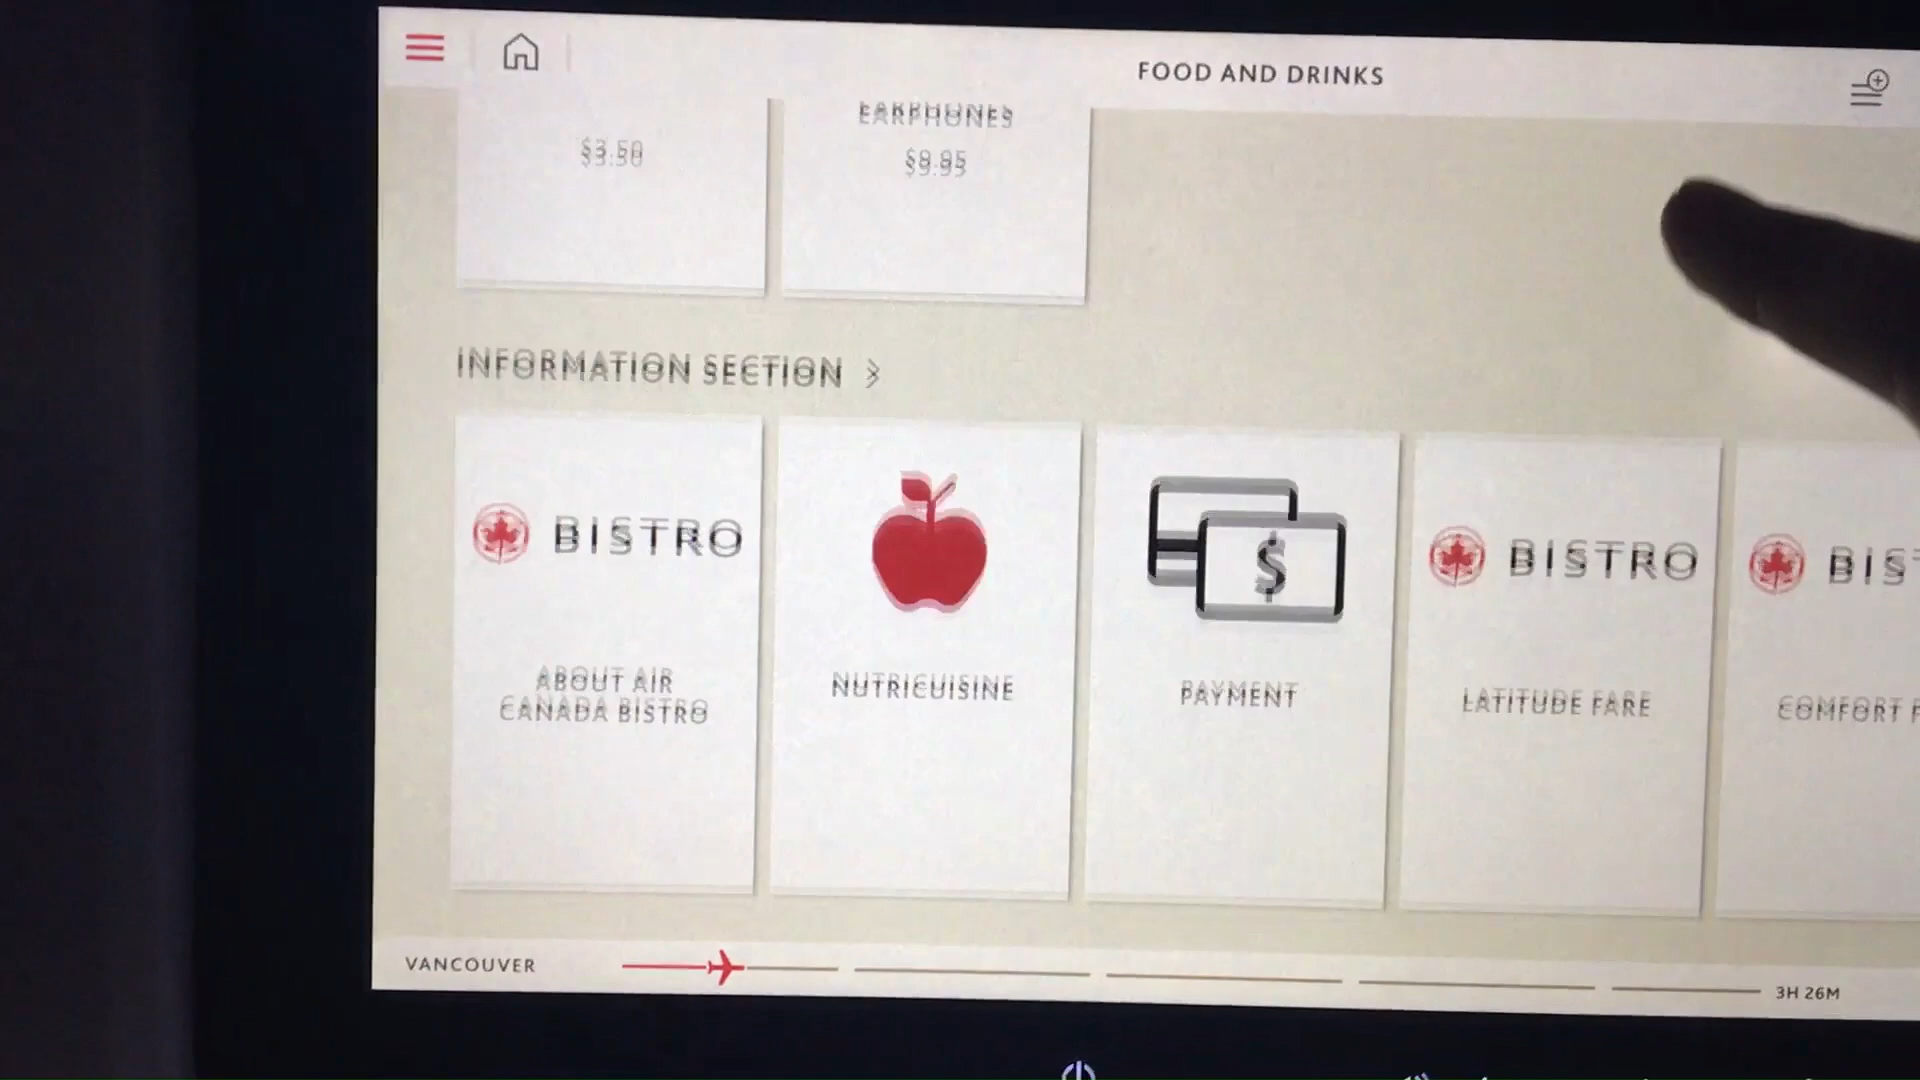 FOOD AND DRINKS
EARPHONES
$3.50
$9.95
INFORMATION SECTION >
BISTRO
ABOUT AIR
CANADA BISTRO
NUTRICUISINE
$
PAYMENT
BISTRO
LATITUDE FARE
BIST
COMFORT F
VANCOUVER
3H 26M